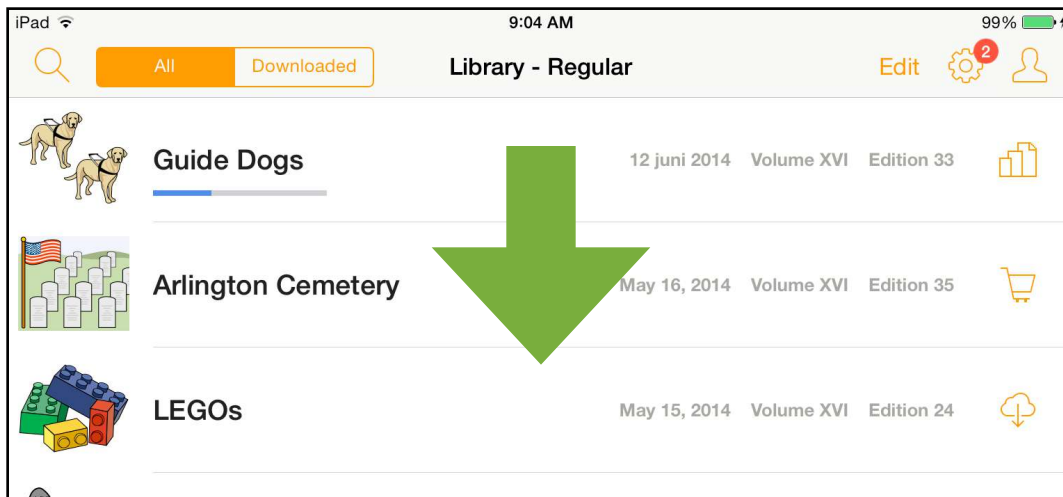 iPad 9:04 AM 99%
All Downloaded Library - Regular Edit 2
Guide Dogs 12 juni 2014 Volume XVI Edition 33
Arlington Cemetery May 16, 2014 Volume XVI Edition 35
LEGOs May 15, 2014 Volume XVI Edition 24